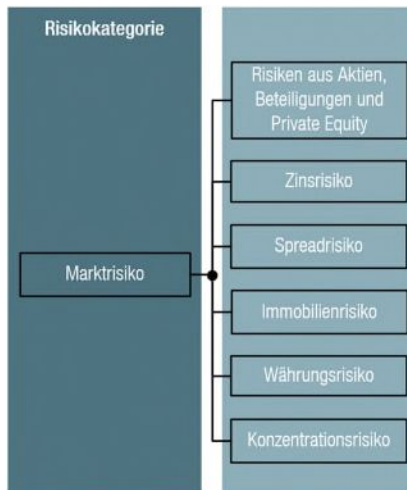 Risikokategorie
Risiken aus Aktien,
Beteiligungen und
Private Equity
Zinsrisiko
Spreadrisiko
Marktrisiko
Immobilienrisiko
Währungsrisiko
Konzentrationsrisiko